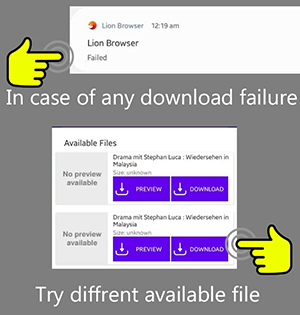 Lion Browser 12:19 am
Lion Browser
Failed
In case of any download failure
Available Files
No preview
available
Drama mit Stephan Luca : Wiedersehen in
Malaysia
Size: unknown
PREVIEW DOWNLOAD
No preview
available
Drama mit Stephan Luca : Wiedersehen in
Malaysia
Size: unknown
PREVIEW DOWNLOAD
Try diffrent available file